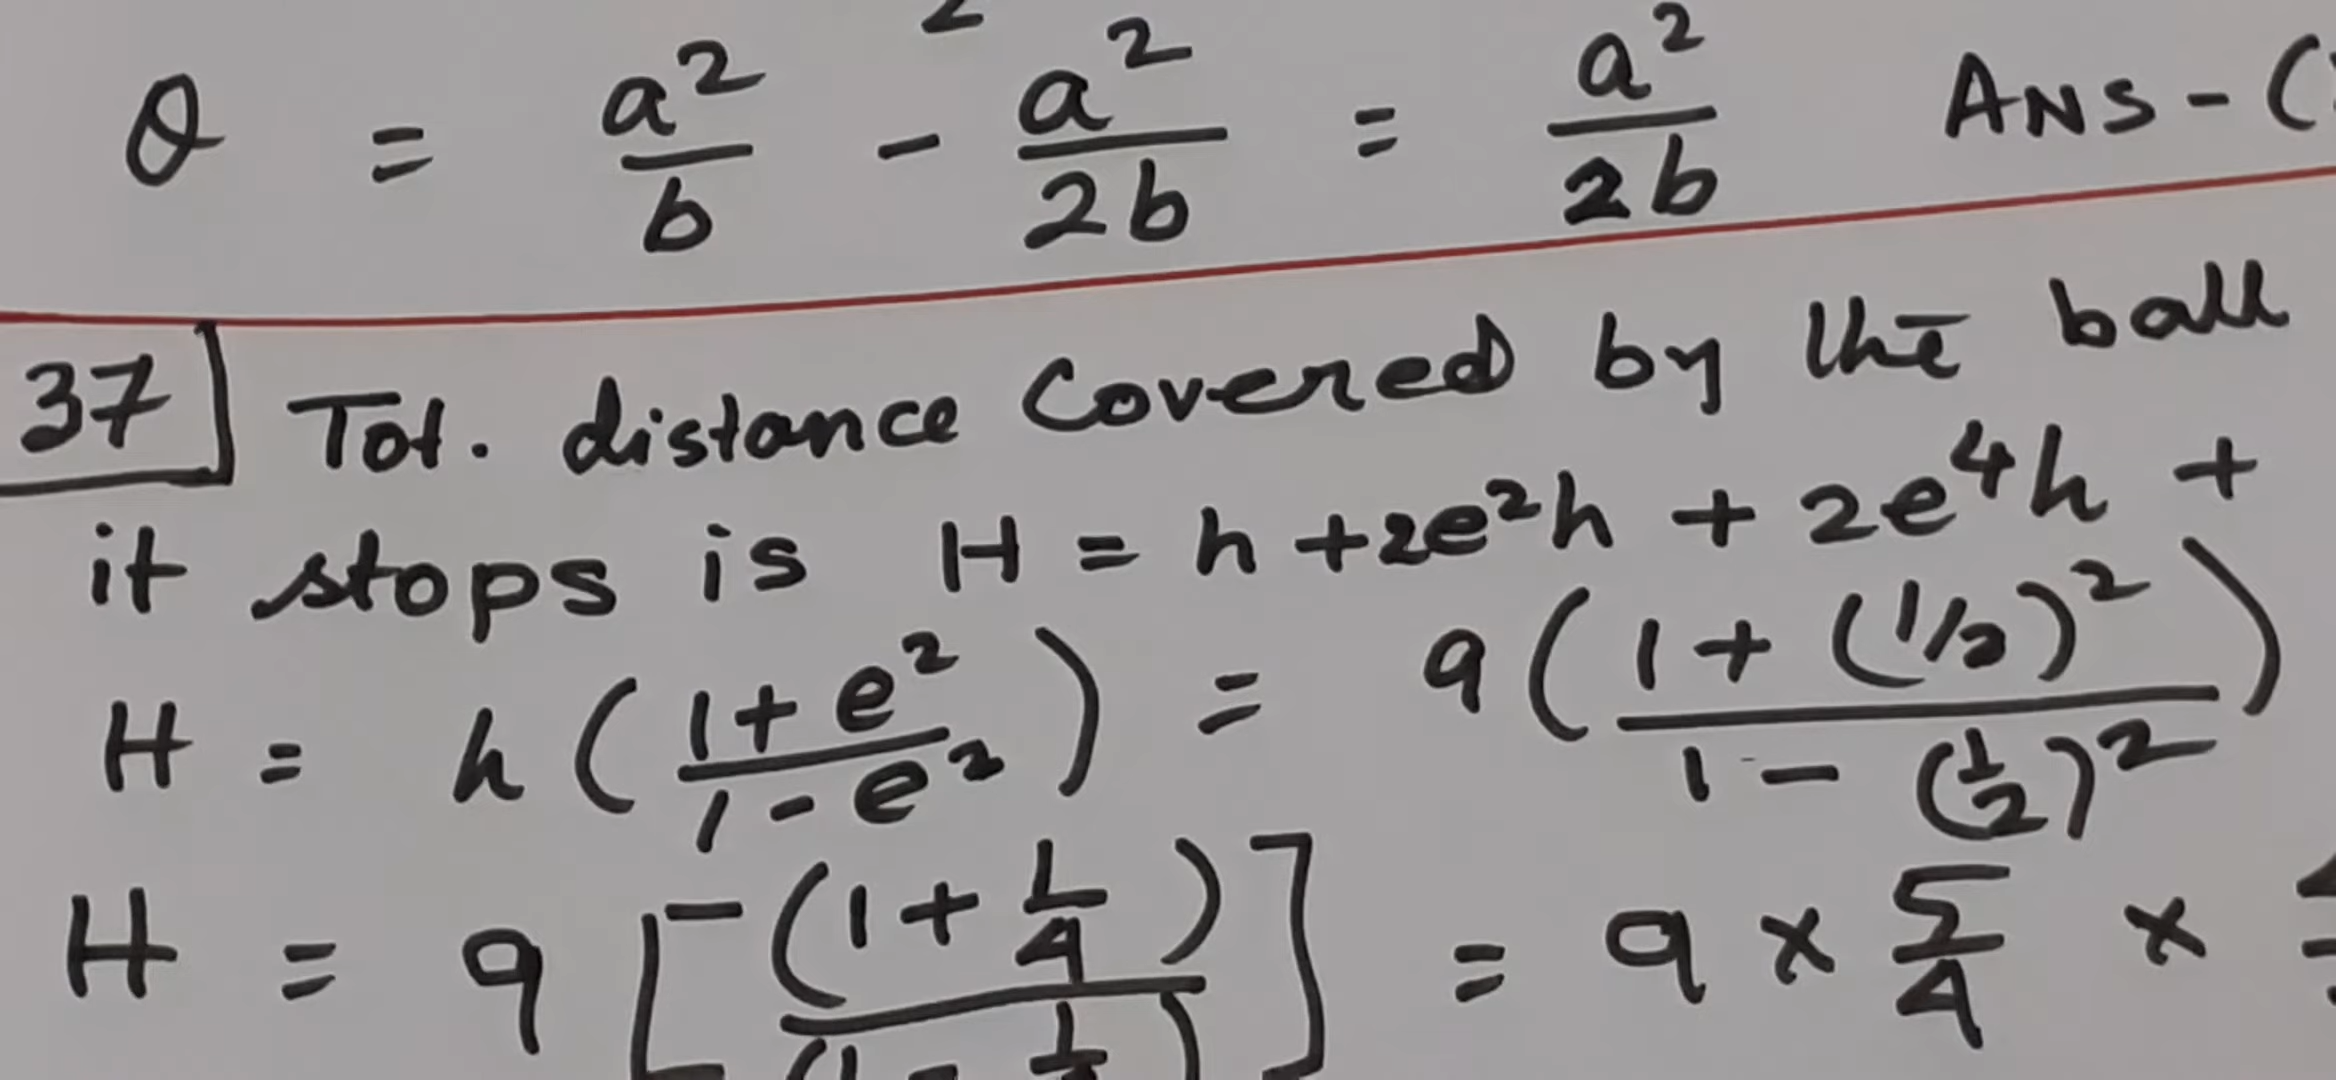 θ = a²/b - a²/2b = a²/2b ANS - (
37] Tot. distance covered by the ball
it stops is H = h + 2e²h + 2e⁴h +
H = h ( (1 + e²)/(1 - e²) ) = 9 ( (1 + (1/2)²)/(1 - (1/2)²) )
H = 9 [ (1 + 1/4)/(1 - 1/ ) ] = 9 × 5/4 ×